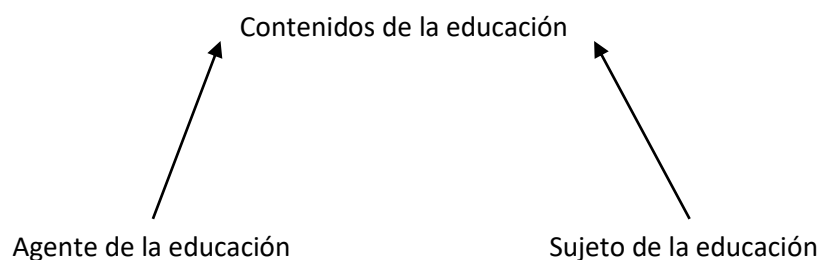 Contenidos de la educación
Agente de la educación
Sujeto de la educación